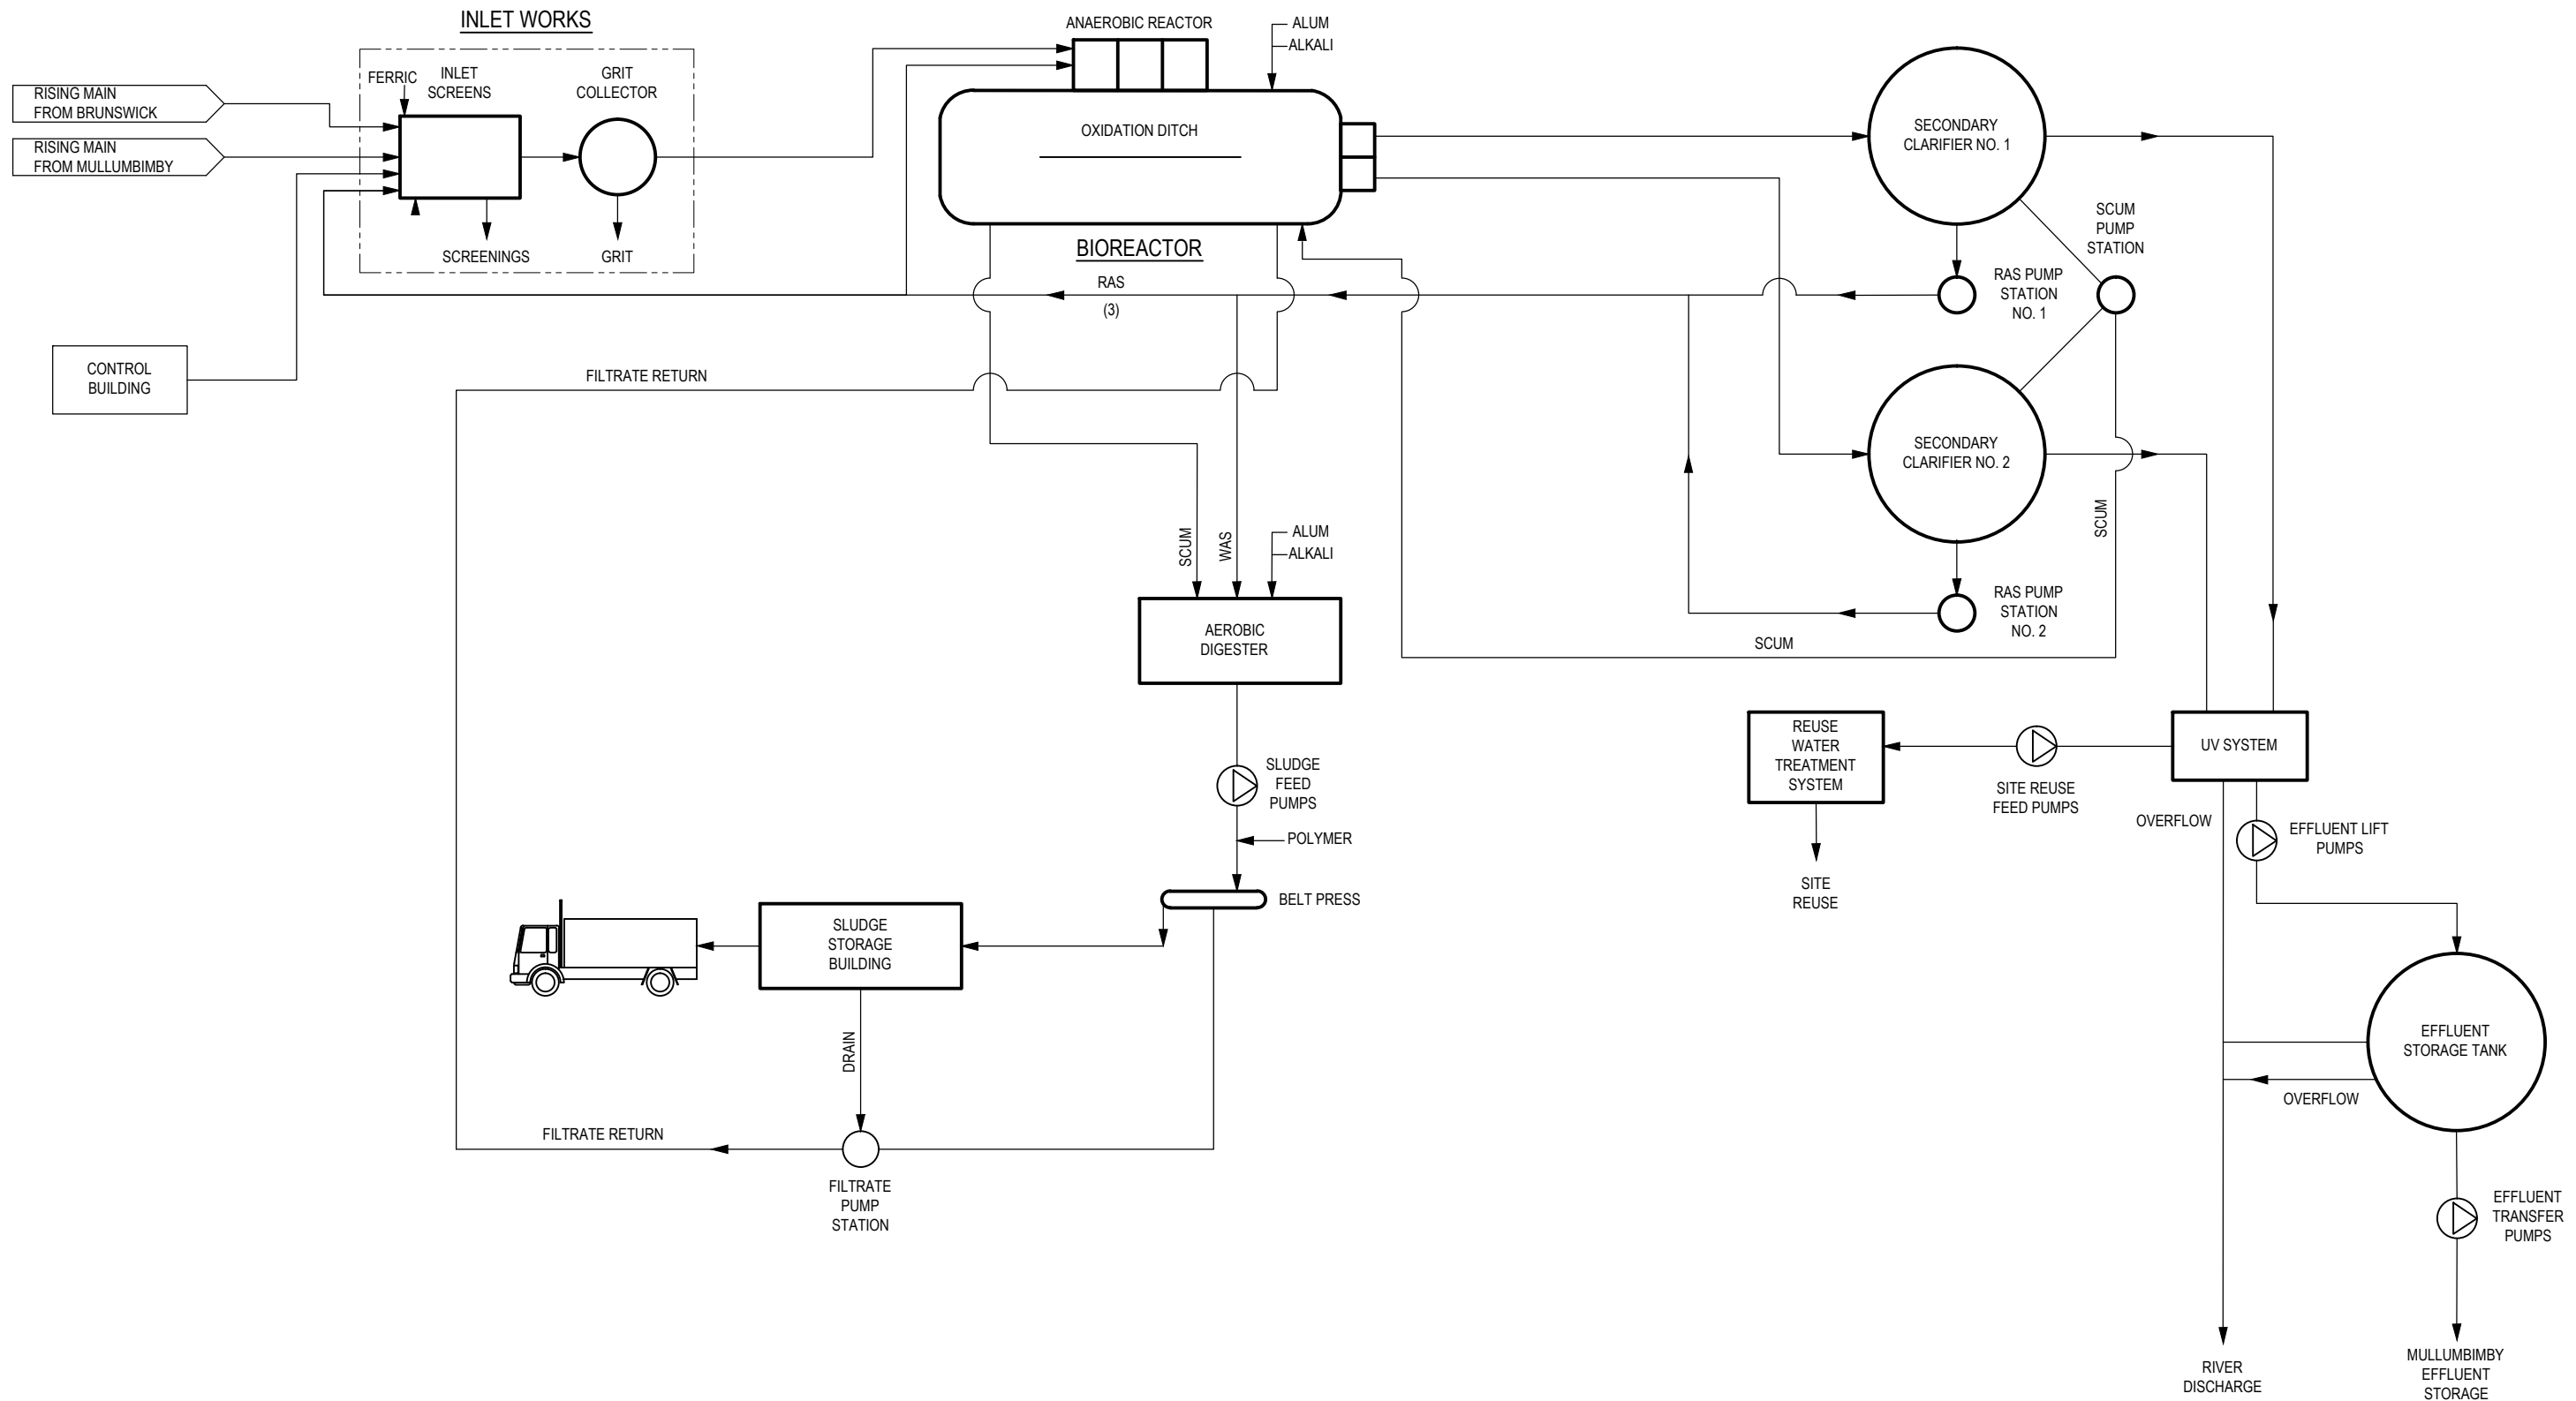 INLET WORKS
FERRIC
INLET
SCREENS
GRIT
COLLECTOR
RISING MAIN
FROM BRUNSWICK
RISING MAIN
FROM MULLUMBIMBY
SCREENINGS
GRIT
CONTROL
BUILDING
ANAEROBIC REACTOR
ALUM
ALKALI
OXIDATION DITCH
BIOREACTOR
RAS
(3)
FILTRATE RETURN
SECONDARY
CLARIFIER NO. 1
SCUM
PUMP
STATION
RAS PUMP
STATION
NO. 1
SECONDARY
CLARIFIER NO. 2
SCUM
RAS PUMP
STATION
NO. 2
SCUM
SCUM
WAS
ALUM
ALKALI
AEROBIC
DIGESTER
SLUDGE
FEED
PUMPS
POLYMER
BELT PRESS
SLUDGE
STORAGE
BUILDING
DRAIN
FILTRATE RETURN
FILTRATE
PUMP
STATION
REUSE
WATER
TREATMENT
SYSTEM
SITE REUSE
FEED PUMPS
UV SYSTEM
SITE
REUSE
OVERFLOW
EFFLUENT LIFT
PUMPS
EFFLUENT
STORAGE TANK
OVERFLOW
EFFLUENT
TRANSFER
PUMPS
RIVER
DISCHARGE
MULLUMBIMBY
EFFLUENT
STORAGE